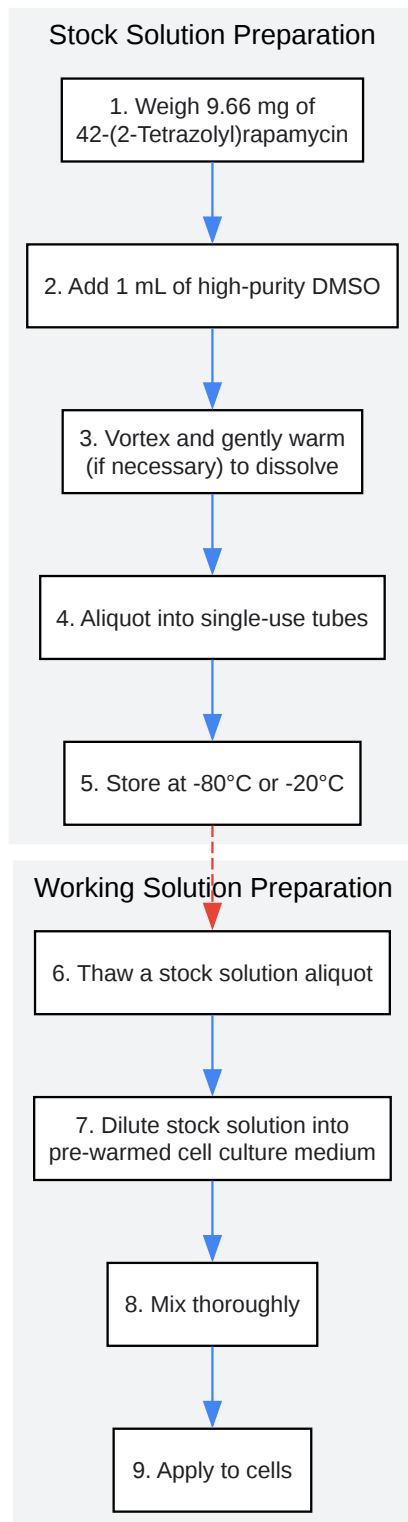 Stock Solution Preparation
1. Weigh 9.66 mg of
42-(2-Tetrazolyl)rapamycin
2. Add 1 mL of high-purity DMSO
3. Vortex and gently warm
(if necessary) to dissolve
4. Aliquot into single-use tubes
5. Store at -80°C or -20°C
Working Solution Preparation
6. Thaw a stock solution aliquot
7. Dilute stock solution into
pre-warmed cell culture medium
8. Mix thoroughly
9. Apply to cells